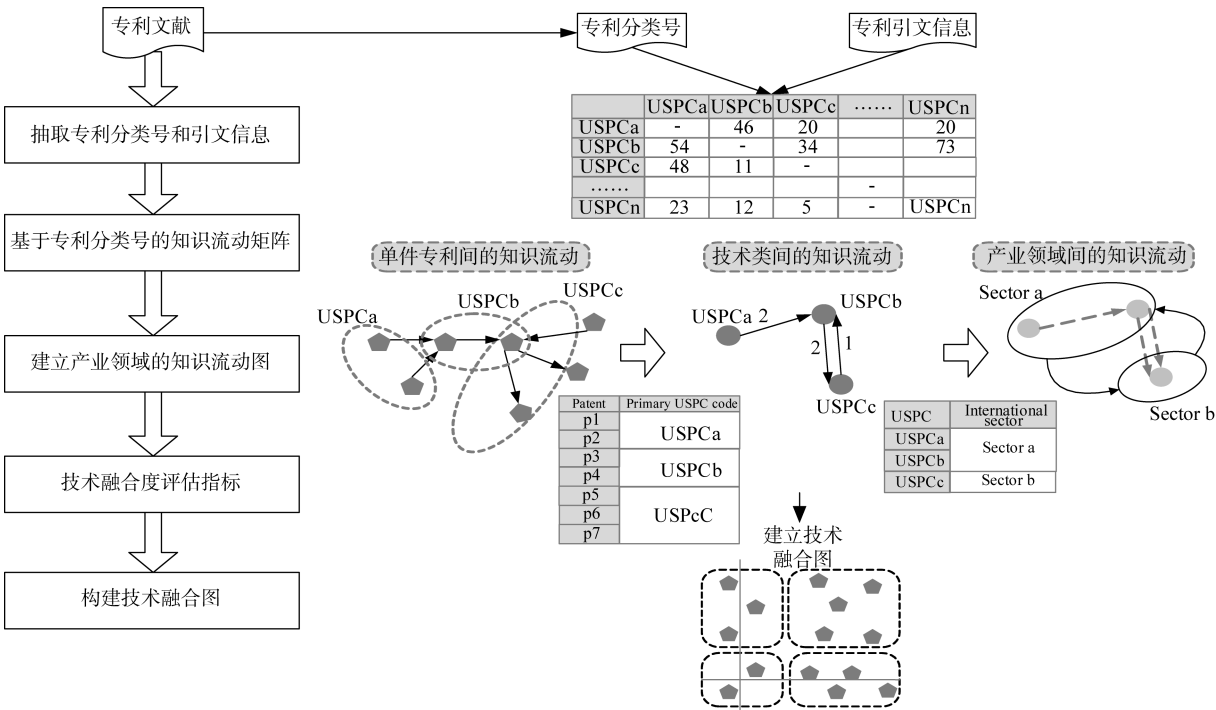 专利文献
专利分类号
专利引文信息
抽取专利分类号和引文信息
基于专利分类号的知识流动矩阵
建立产业领域的知识流动图
技术融合度评估指标
构建技术融合图
USPCa USPCb USPCc …… USPCn
USPCa - 46 20 20
USPCb 54 - 34 73
USPCc 48 11 -
…… -
USPCn 23 12 5 - USPCn
单件专利间的知识流动
技术类间的知识流动
产业领域间的知识流动
USPCa
USPCb
USPCc
USPCa 2
USPCb
2 1
USPCc
Sector a
Sector b
Patent Primary USPC code
p1
p2 USPCa
p3
p4 USPCb
p5
p6 USPcC
p7
USPC International
sector
USPCa
Sector a
USPCb
USPCc Sector b
建立技术
融合图